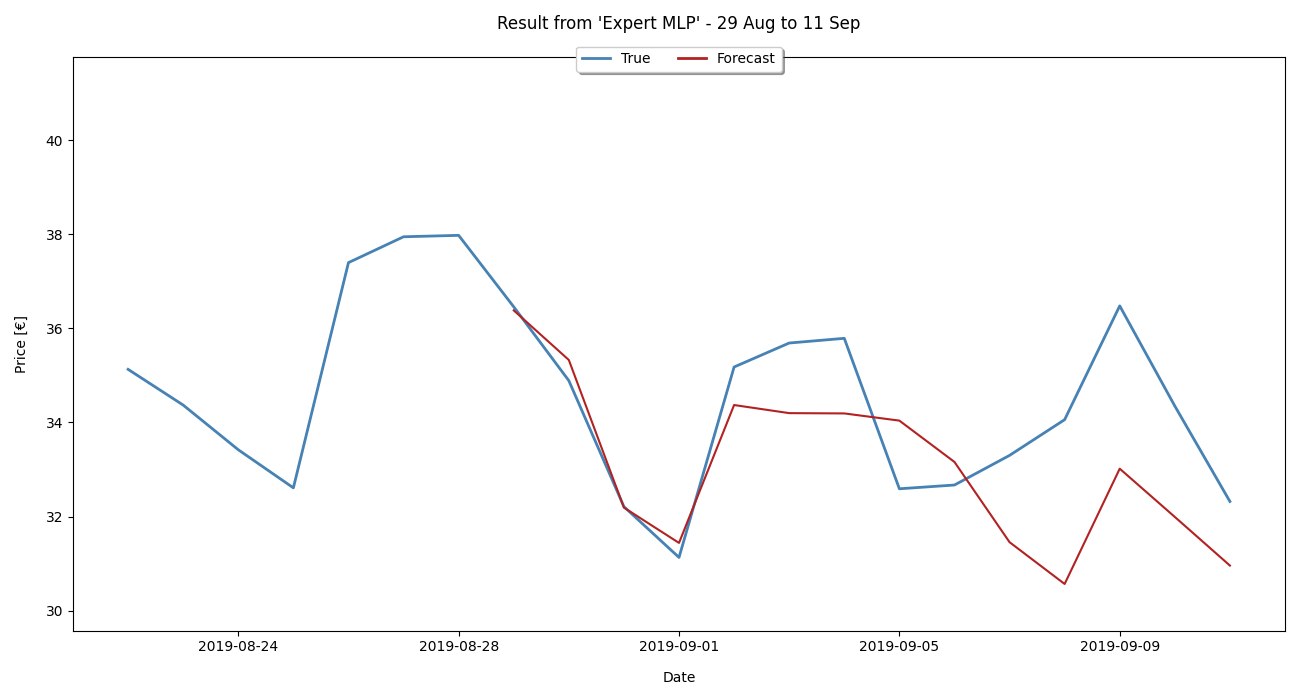 Result from 'Expert MLP' - 29 Aug to 11 Sep
True Forecast
40
38
36
34
32
30
Price [€]
2019-08-24 2019-08-28 2019-09-01 2019-09-05 2019-09-09
Date